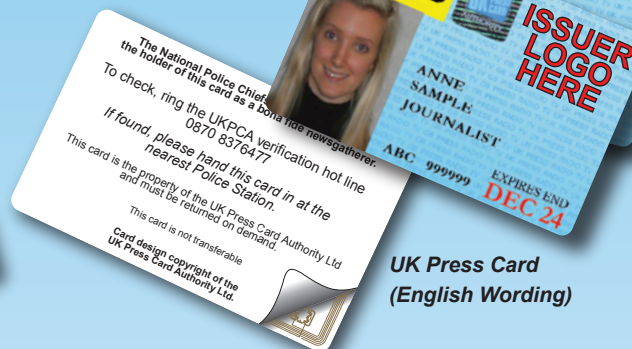 The National Police Chiefs
the holder of this card as a bona fide newsgatherer.
To check, ring the UKPCA verification hot line
0870 8376477
If found, please hand this card in at the
nearest Police Station.
This card is the property of the UK Press Card Authority Ltd
and must be returned on demand.
This card is not transferable
Card design copyright of the
UK Press Card Authority Ltd.
ISSUER
LOGO
HERE
ANNE
SAMPLE
JOURNALIST
ABC 999999
EXPIRES END
DEC 24
UK Press Card
(English Wording)